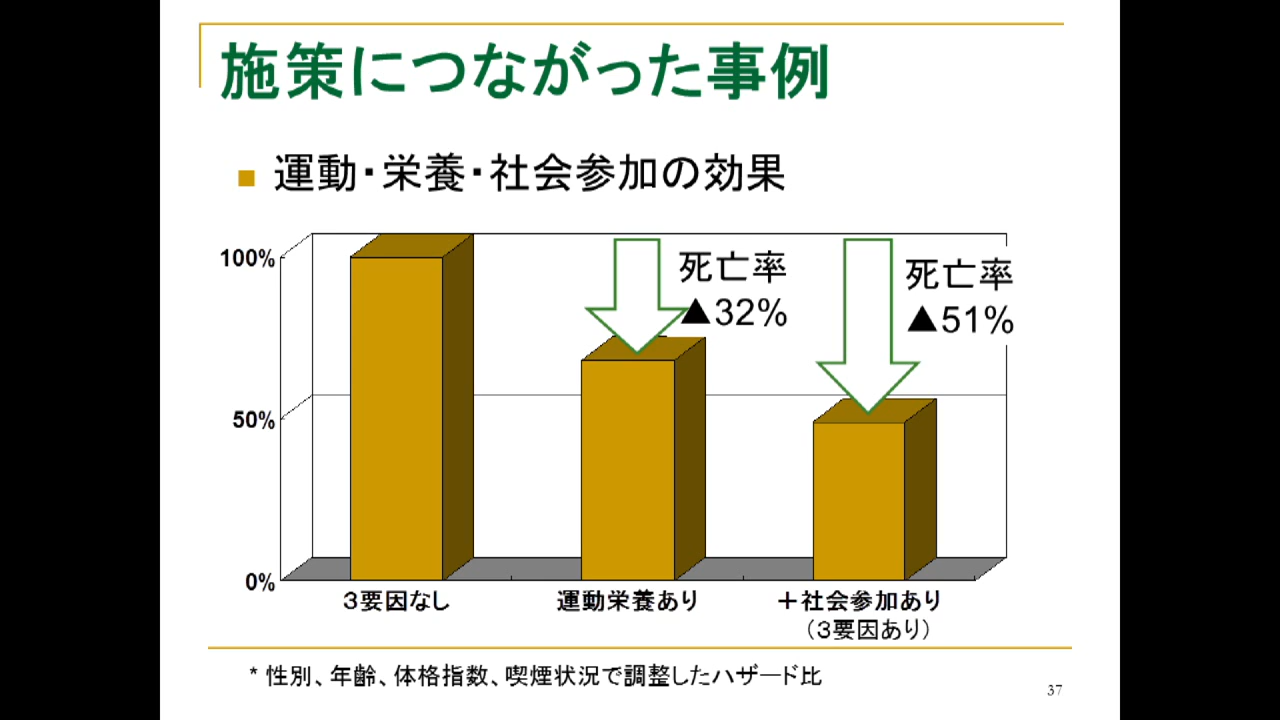 施策につながった事例
運動・栄養・社会参加の効果
100%
50%
0%
死亡率
▲32%
死亡率
▲51%
３要因なし
運動栄養あり
＋社会参加あり
（３要因あり）
* 性別、年齢、体格指数、喫煙状況で調整したハザード比
37